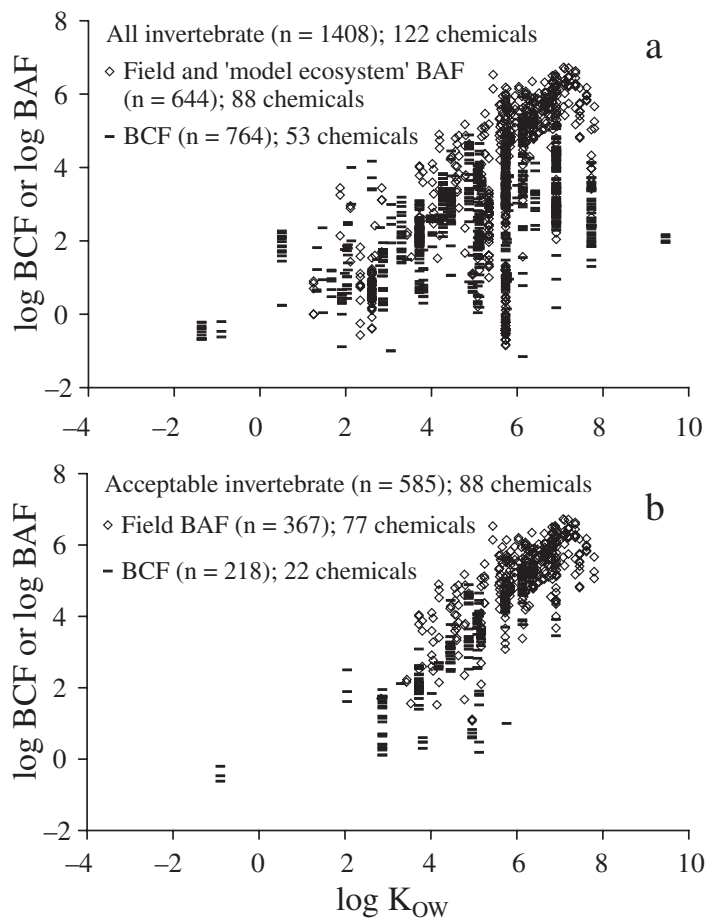 a
All invertebrate (n = 1408); 122 chemicals
◇ Field and 'model ecosystem' BAF
(n = 644); 88 chemicals
– BCF (n = 764); 53 chemicals
log BCF or log BAF
8
6
4
2
0
−2
−4 −2 0 2 4 6 8 10
b
Acceptable invertebrate (n = 585); 88 chemicals
◇ Field BAF (n = 367); 77 chemicals
– BCF (n = 218); 22 chemicals
log BCF or log BAF
8
6
4
2
0
−2
−4 −2 0 2 4 6 8 10
log K_OW